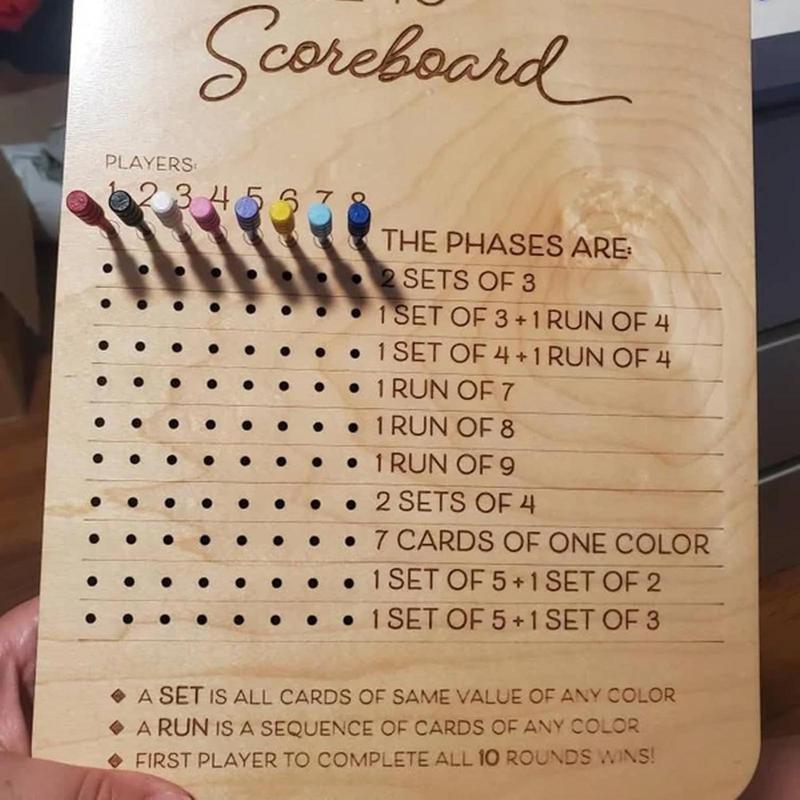 Scoreboard
PLAYERS:
1 2 3 4 5 6 7 8
THE PHASES ARE:
2 SETS OF 3
1 SET OF 3 + 1 RUN OF 4
1 SET OF 4 + 1 RUN OF 4
1 RUN OF 7
1 RUN OF 8
1 RUN OF 9
2 SETS OF 4
7 CARDS OF ONE COLOR
1 SET OF 5 + 1 SET OF 2
1 SET OF 5 + 1 SET OF 3
A SET IS ALL CARDS OF SAME VALUE OF ANY COLOR
A RUN IS A SEQUENCE OF CARDS OF ANY COLOR
FIRST PLAYER TO COMPLETE ALL 10 ROUNDS WINS!